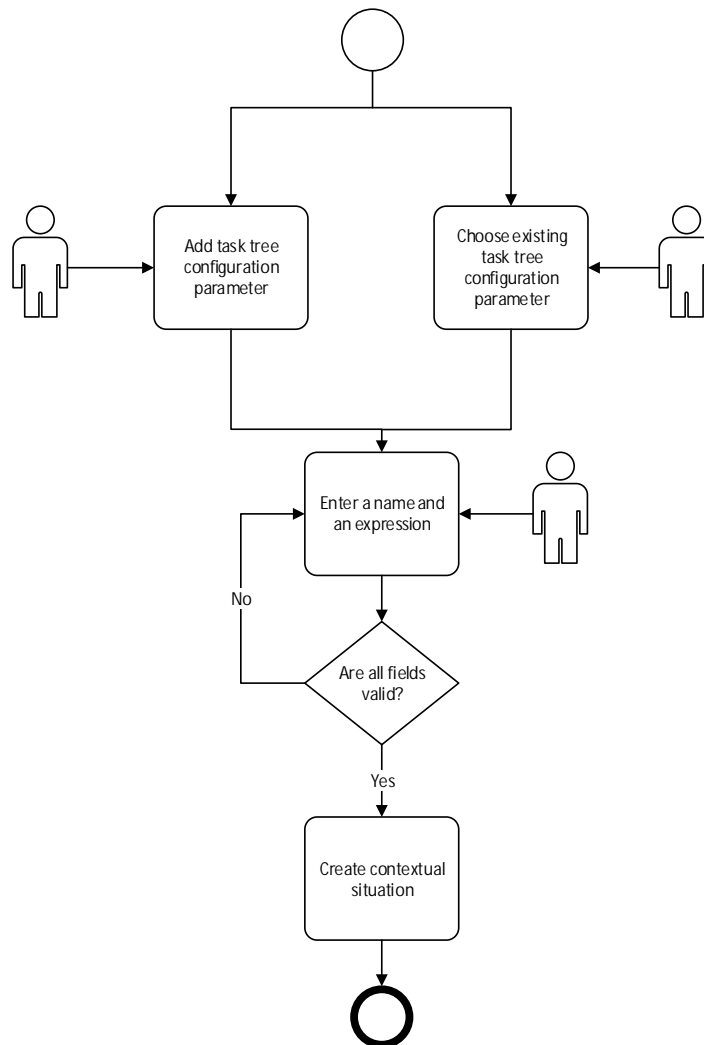 Add task tree
configuration
parameter
Choose existing
task tree
configuration
parameter
Enter a name and
an expression
No
Are all fields
valid?
Yes
Create contextual
situation